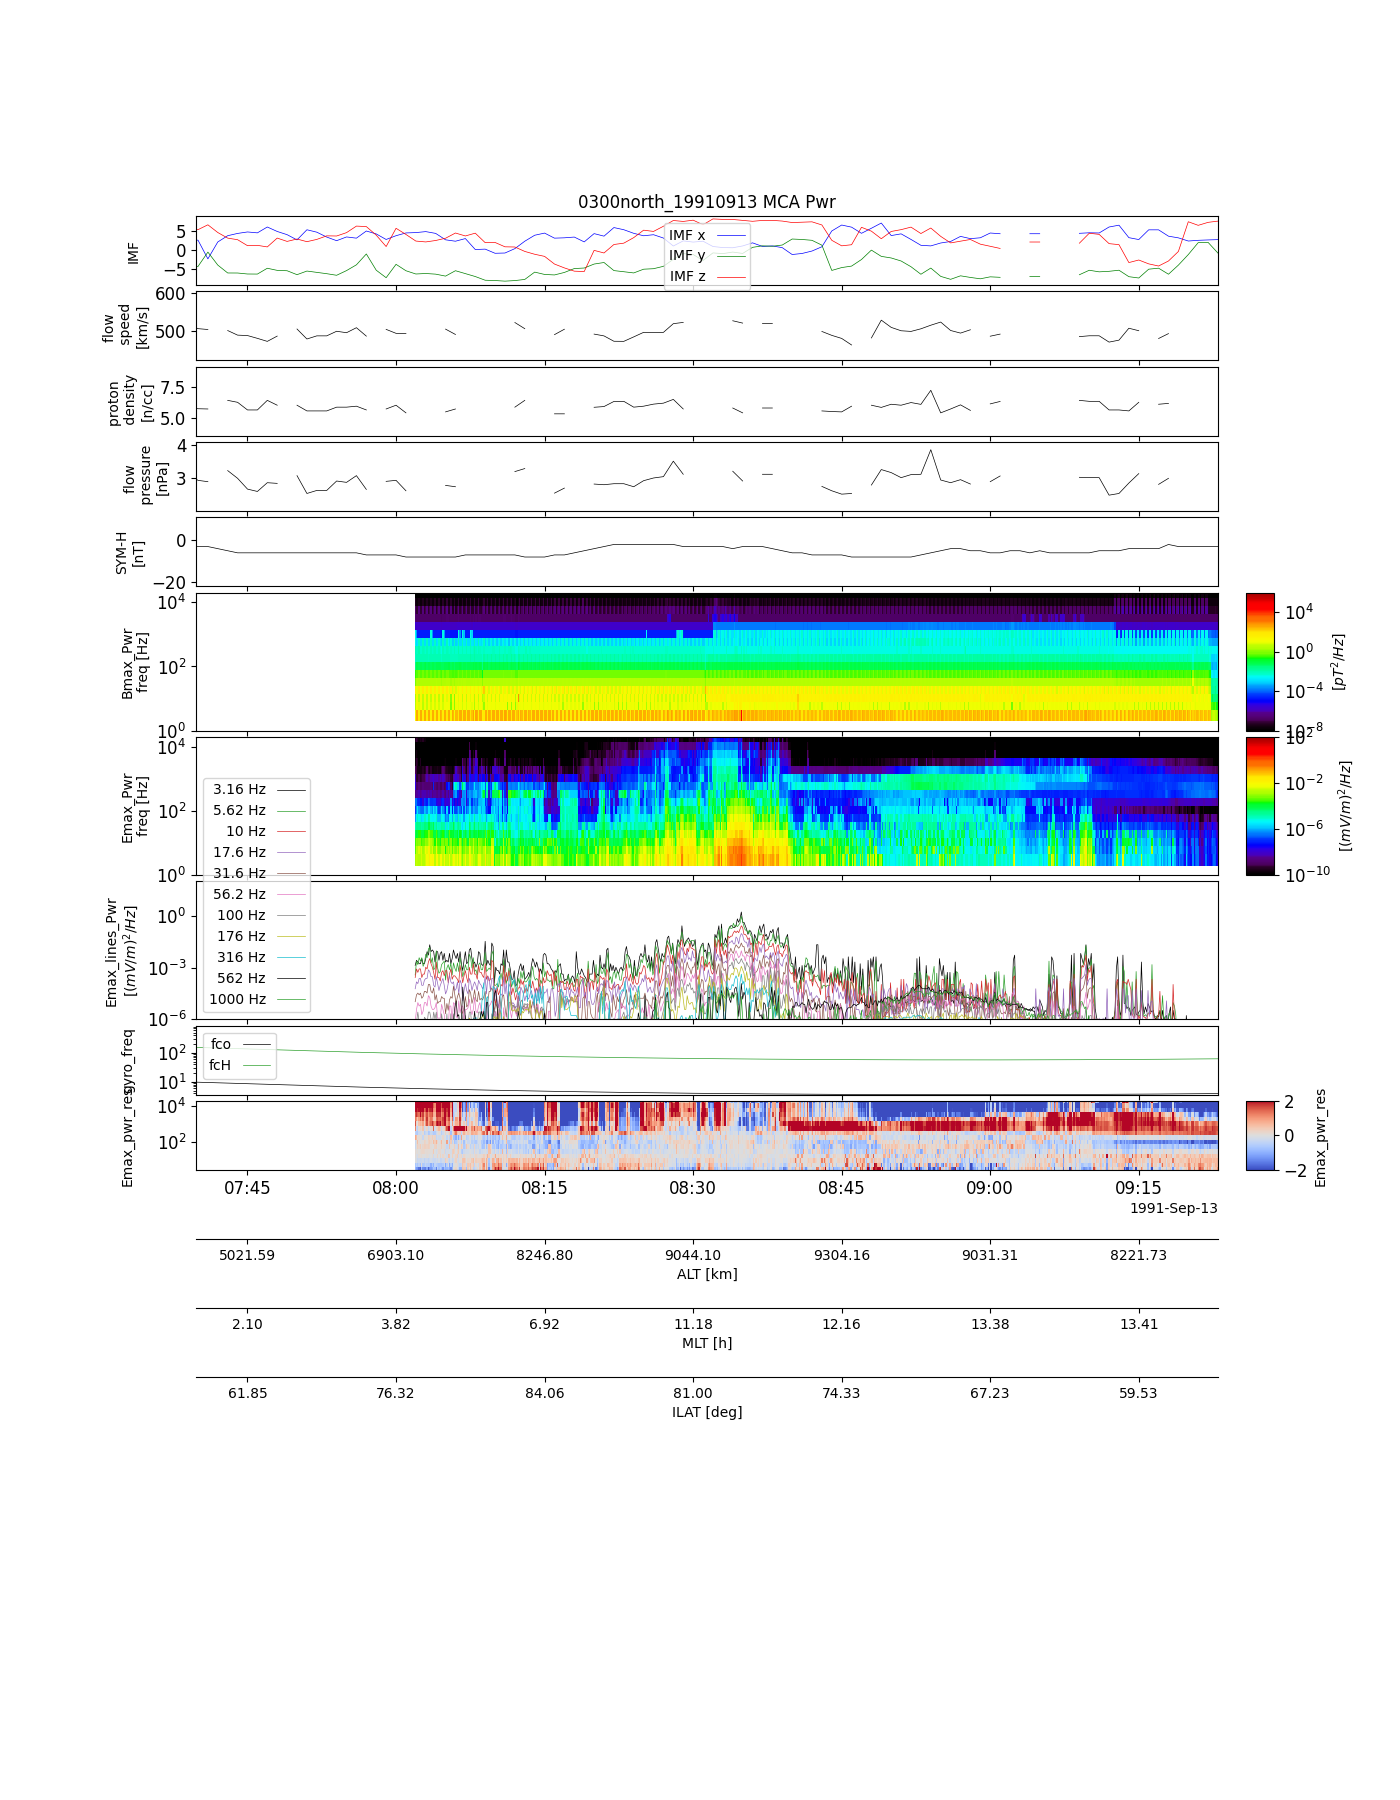 0300north_19910913 MCA Pwr
IMF
5
0
−5
IMF x
IMF y
IMF z
flow
speed
[km/s]
600
500
proton
density
[n/cc]
7.5
5.0
flow
pressure
[nPa]
4
3
SYM-H
[nT]
0
−20
Bmax_Pwr
freq [Hz]
10^4
10^2
10^0
10^4
10^0
10^−4
10^−8
[pT^2/Hz]
Emax_Pwr
freq [Hz]
10^4
10^2
10^0
10^2
10^−2
10^−6
10^−10
[(mV/m)^2/Hz]
3.16 Hz
5.62 Hz
10 Hz
17.6 Hz
31.6 Hz
56.2 Hz
100 Hz
176 Hz
316 Hz
562 Hz
1000 Hz
Emax_lines_Pwr
[(mV/m)^2/Hz]
10^0
10^−3
10^−6
gyro_freq
10^2
10^1
fco
fcH
Emax_pwr_res
10^4
10^2
2
0
−2
Emax_pwr_res
07:45 08:00 08:15 08:30 08:45 09:00 09:15
1991-Sep-13
5021.59 6903.10 8246.80 9044.10 9304.16 9031.31 8221.73
ALT [km]
2.10 3.82 6.92 11.18 12.16 13.38 13.41
MLT [h]
61.85 76.32 84.06 81.00 74.33 67.23 59.53
ILAT [deg]